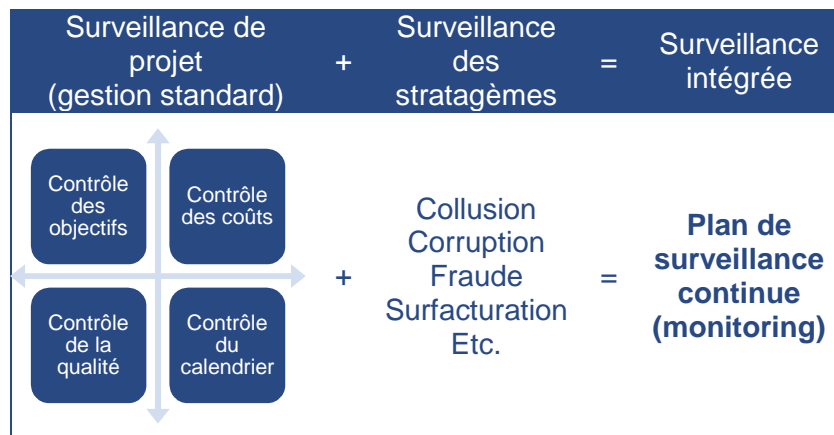 Surveillance de
projet
(gestion standard)
+
Surveillance
des
stratagèmes
=
Surveillance
intégrée
Contrôle
des
objectifs
Contrôle
des coûts
Contrôle
de la
qualité
Contrôle
du
calendrier
+
Collusion
Corruption
Fraude
Surfacturation
Etc.
=
Plan de
surveillance
continue
(monitoring)